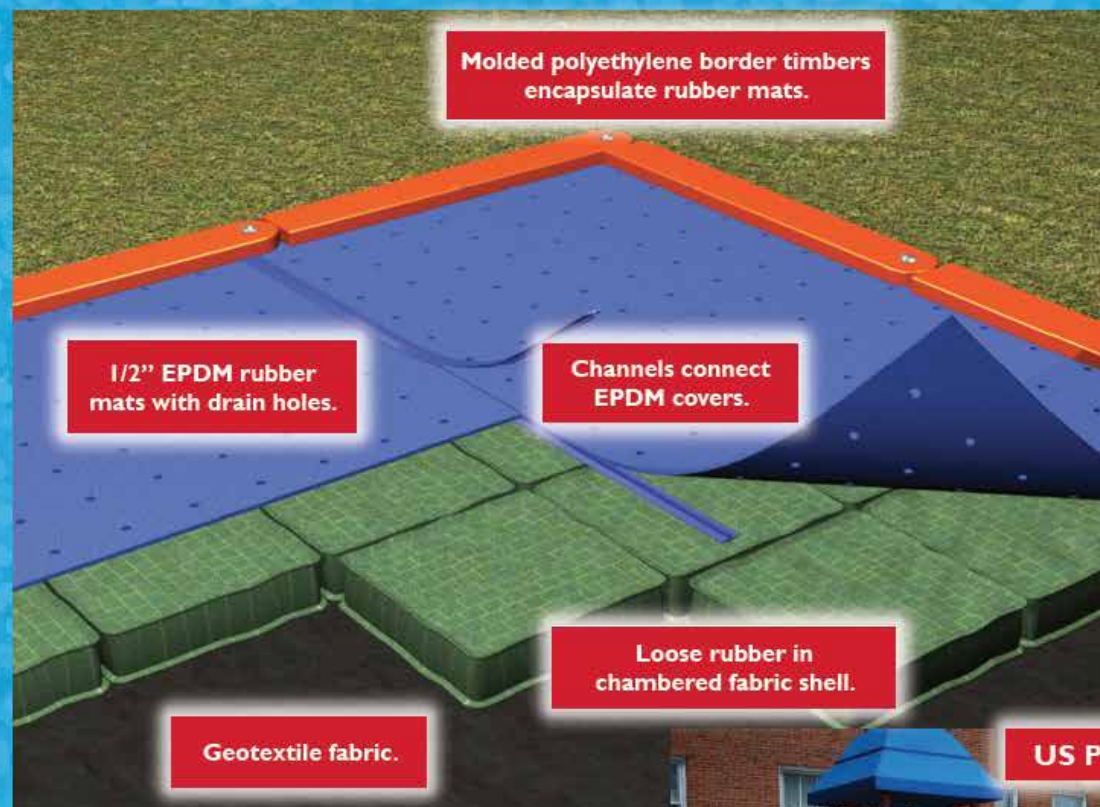 Molded polyethylene border timbers
encapsulate rubber mats.
1/2” EPDM rubber
mats with drain holes.
Channels connect
EPDM covers.
Loose rubber in
chambered fabric shell.
Geotextile fabric.
US P